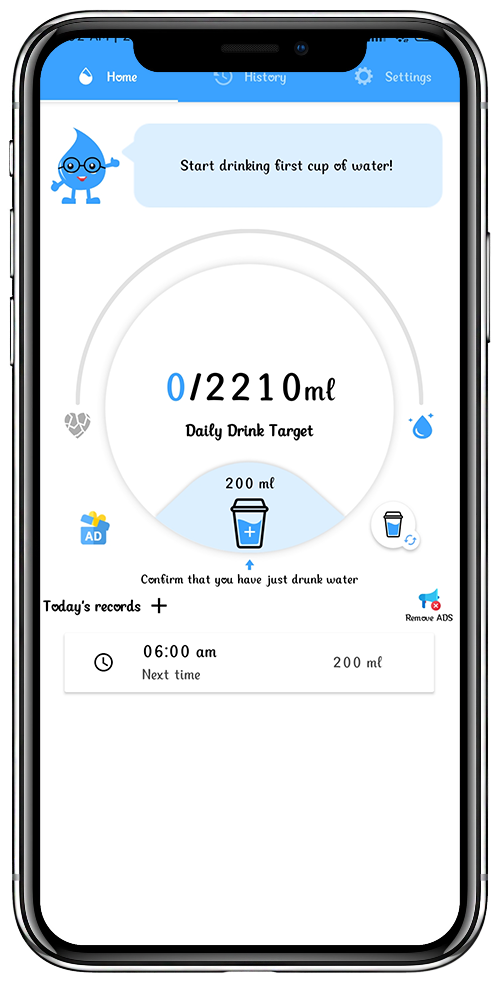 Home
History
Settings
Start drinking first cup of water!
0/2210ml
Daily Drink Target
200 ml
AD
Confirm that you have just drunk water
Today's records +
Remove ADS
06:00 am
Next time
200 ml